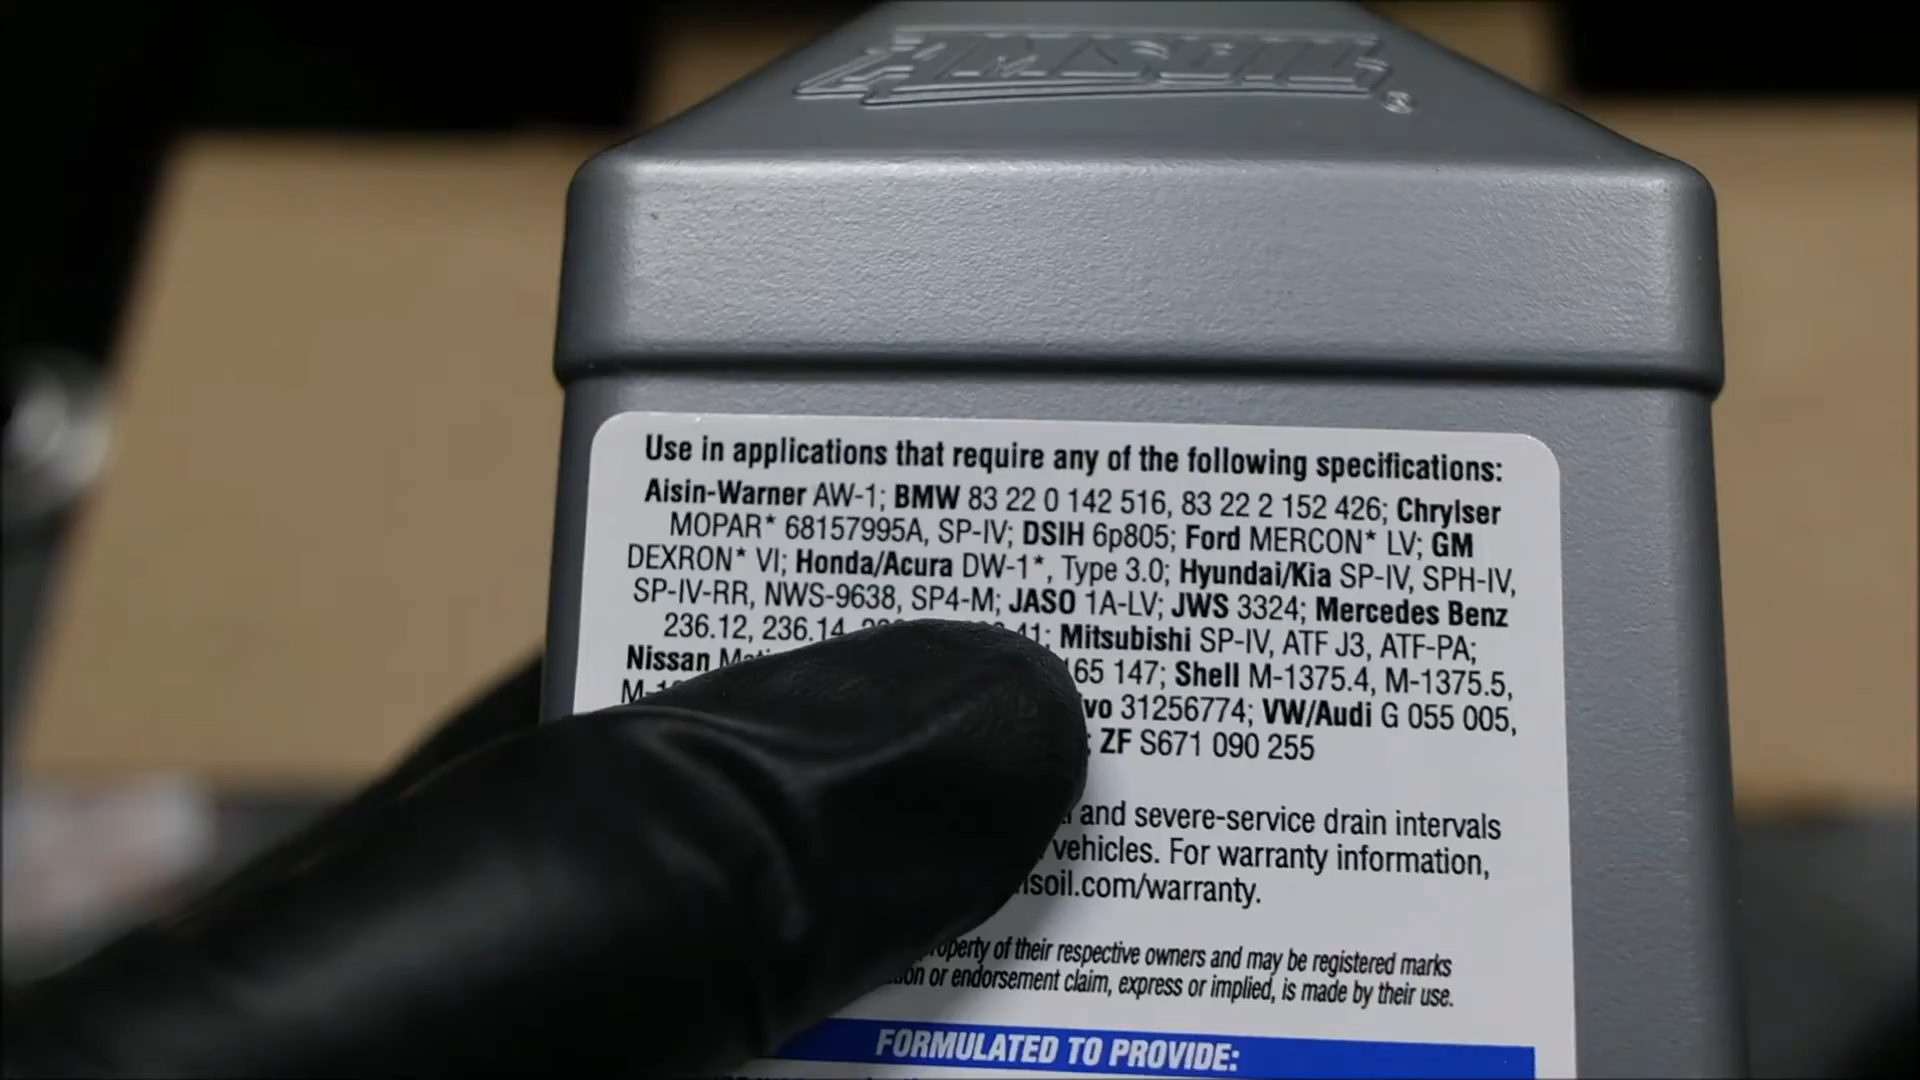 AMSOIL®
Use in applications that require any of the following specifications:
Aisin-Warner AW-1; BMW 83 22 0 142 516, 83 22 2 152 426; Chrylser
MOPAR* 68157995A, SP-IV; DSIH 6p805; Ford MERCON* LV; GM
DEXRON* VI; Honda/Acura DW-1*, Type 3.0; Hyundai/Kia SP-IV, SPH-IV,
SP-IV-RR, NWS-9638, SP4-M; JASO 1A-LV; JWS 3324; Mercedes Benz
236.12, 236.14, 41; Mitsubishi SP-IV, ATF J3, ATF-PA;
Nissan 165 147; Shell M-1375.4, M-1375.5,
31256774; VW/Audi G 055 005,
; ZF S671 090 255
and severe-service drain intervals
vehicles. For warranty information,
msoil.com/warranty.
property of their respective owners and may be registered marks
or endorsement claim, express or implied, is made by their use.
FORMULATED TO PROVIDE: